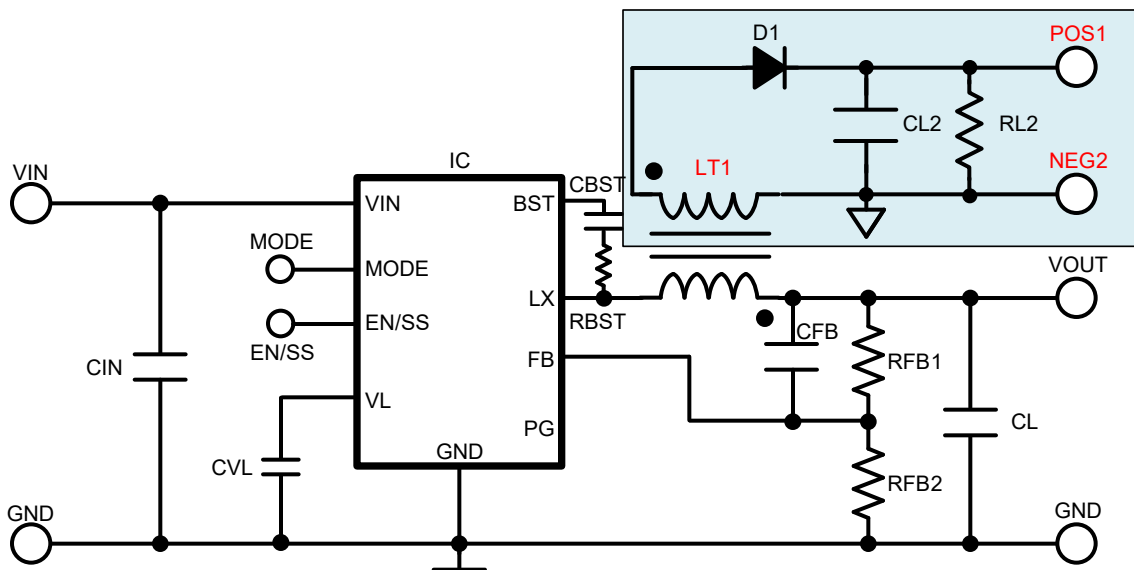 D1
POS1
CL2
RL2
LT1
NEG2
VIN
IC
CBST
VIN
BST
MODE
MODE
VOUT
LX
EN/SS
RBST
EN/SS
CFB
CIN
FB
RFB1
VL
PG
CL
GND
CVL
RFB2
GND
GND